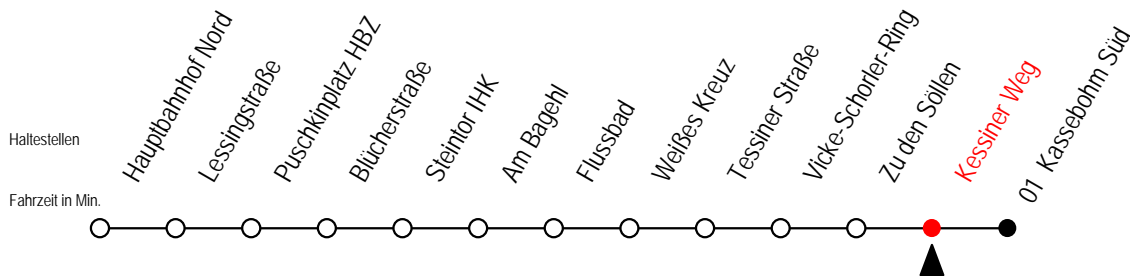 Haltestellen
Fahrzeit in Min.
Hauptbahnhof Nord
Lessingstraße
Puschkinplatz HBZ
Blücherstraße
Steintor IHK
Am Bagehl
Flussbad
Weißes Kreuz
Tessiner Straße
Vicke-Schorler-Ring
Zu den Söllen
Kessiner Weg
01 Kassebohm Süd